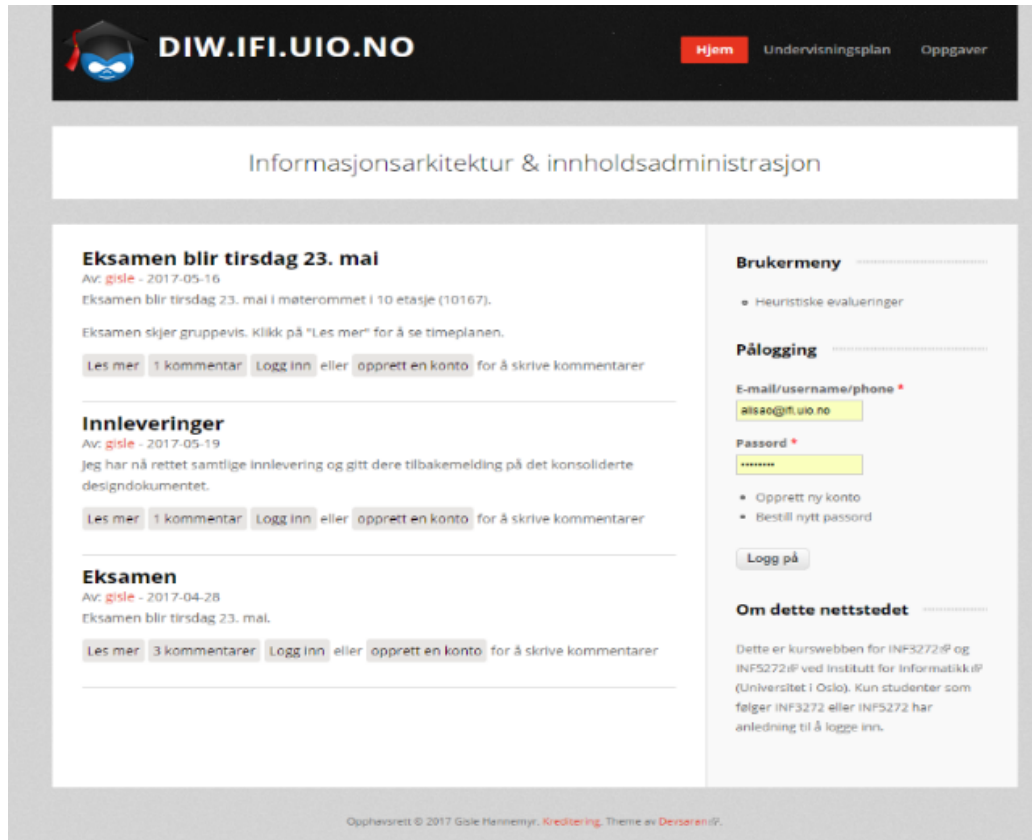 DIW.IFI.UIO.NO
Hjem Undervisningsplan Oppgaver
Informasjonsarkitektur & innholdsadministrasjon
Eksamen blir tirsdag 23. mai
Av: gisle - 2017-05-16
Eksamen blir tirsdag 23. mai i møterommet i 10 etasje (10167).
Eksamen skjer gruppevis. Klikk på "Les mer" for å se timeplanen.
Les mer 1 kommentar Logg inn eller opprett en konto for å skrive kommentarer
Innleveringer
Av: gisle - 2017-05-19
Jeg har nå rettet samtlige innlevering og gitt dere tilbakemelding på det konsoliderte
designdokumentet.
Les mer 1 kommentar Logg inn eller opprett en konto for å skrive kommentarer
Eksamen
Av: gisle - 2017-04-28
Eksamen blir tirsdag 23. mai.
Les mer 3 kommentarer Logg inn eller opprett en konto for å skrive kommentarer
Brukermeny
Heuristiske evalueringer
Pålogging
E-mail/username/phone *
alisao@ifi.uio.no
Passord *
••••••••
Opprett ny konto
Bestill nytt passord
Logg på
Om dette nettstedet
Dette er kurswebben for INF3272 og
INF5272 ved Institutt for Informatikk
(Universitet i Oslo). Kun studenter som
følger INF3272 eller INF5272 har
anledning til å logge inn.
Opphavsrett © 2017 Gisle Hannemyr. Kreditering. Theme av Devsaran.